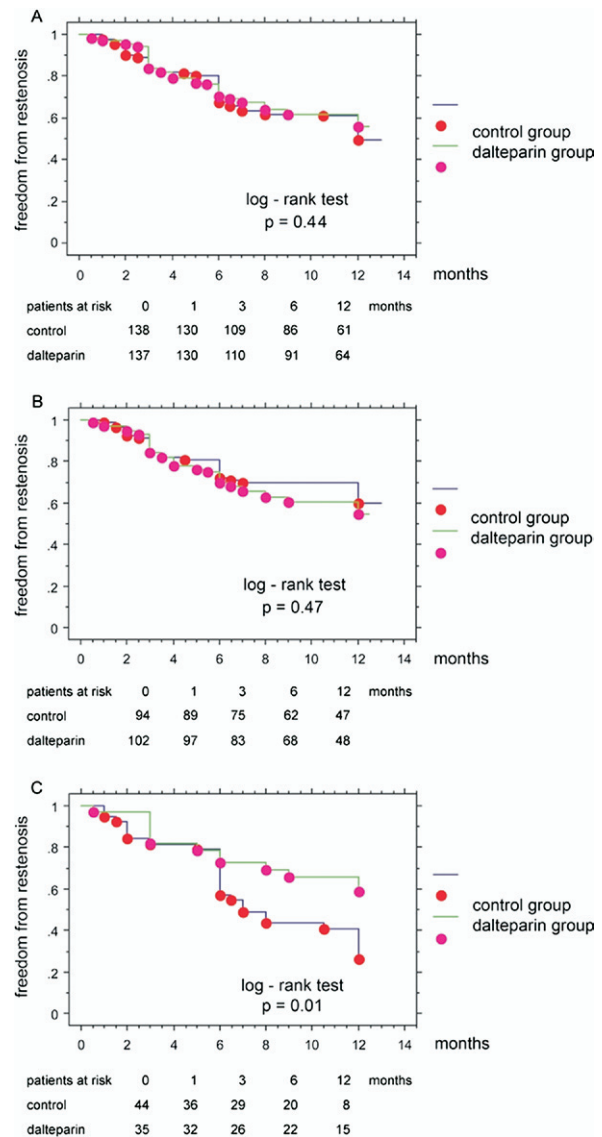 A
freedom from restenosis
1
.8
.6
.4
.2
0
log - rank test
p = 0.44
control group
dalteparin group
0 2 4 6 8 10 12 14 months
patients at risk 0 1 3 6 12 months
control 138 130 109 86 61
dalteparin 137 130 110 91 64
B
freedom from restenosis
1
.8
.6
.4
.2
0
log - rank test
p = 0.47
control group
dalteparin group
0 2 4 6 8 10 12 14 months
patients at risk 0 1 3 6 12 months
control 94 89 75 62 47
dalteparin 102 97 83 68 48
C
freedom from restenosis
1
.8
.6
.4
.2
0
log - rank test
p = 0.01
control group
dalteparin group
0 2 4 6 8 10 12 14 months
patients at risk 0 1 3 6 12 months
control 44 36 29 20 8
dalteparin 35 32 26 22 15